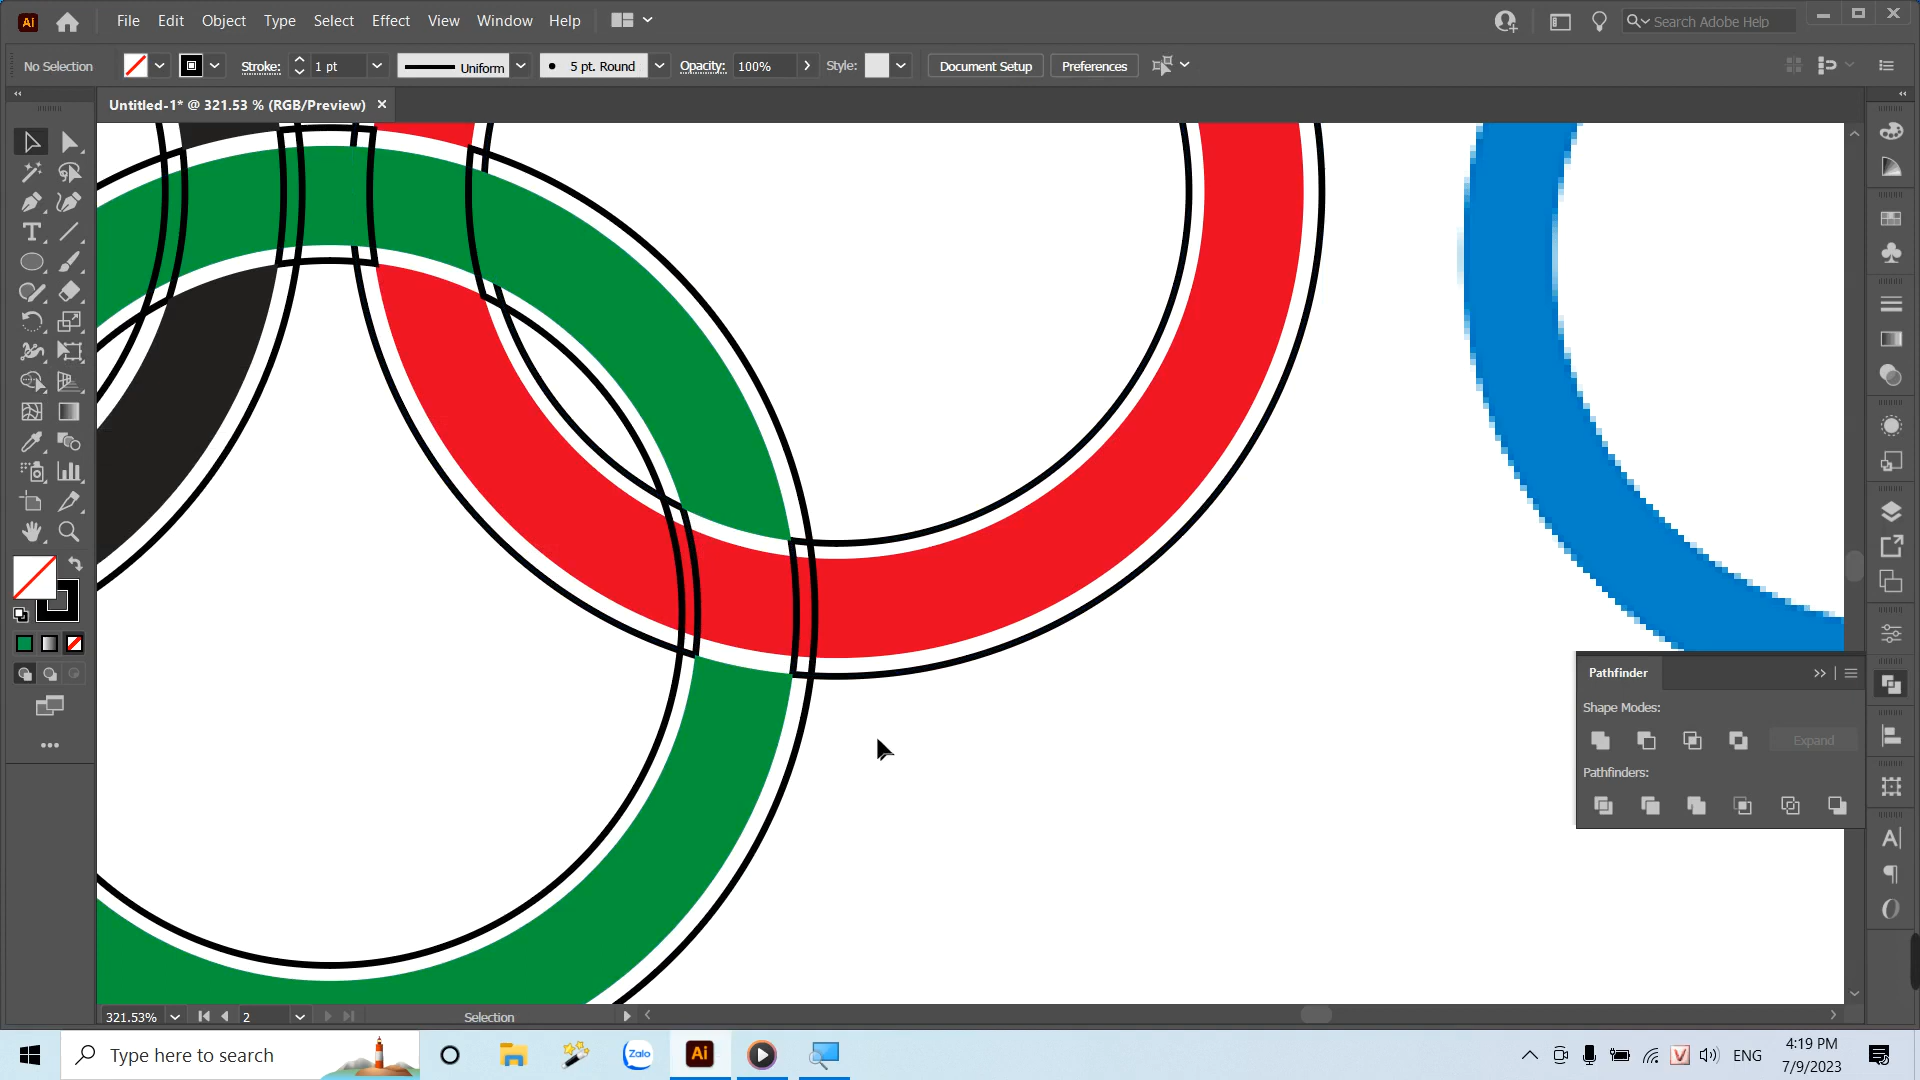 Ai File Edit Object Type Select Effect View Window Help Search Adobe Help
No Selection Stroke: 1 pt Uniform 5 pt. Round Opacity: 100% Style: Document Setup Preferences
Untitled-1* @ 321.53 % (RGB/Preview)
Pathfinder
Shape Modes:
Expand
Pathfinders:
321.53% 2 Selection
Type here to search Zalo Ai V ENG
4:19 PM
7/9/2023